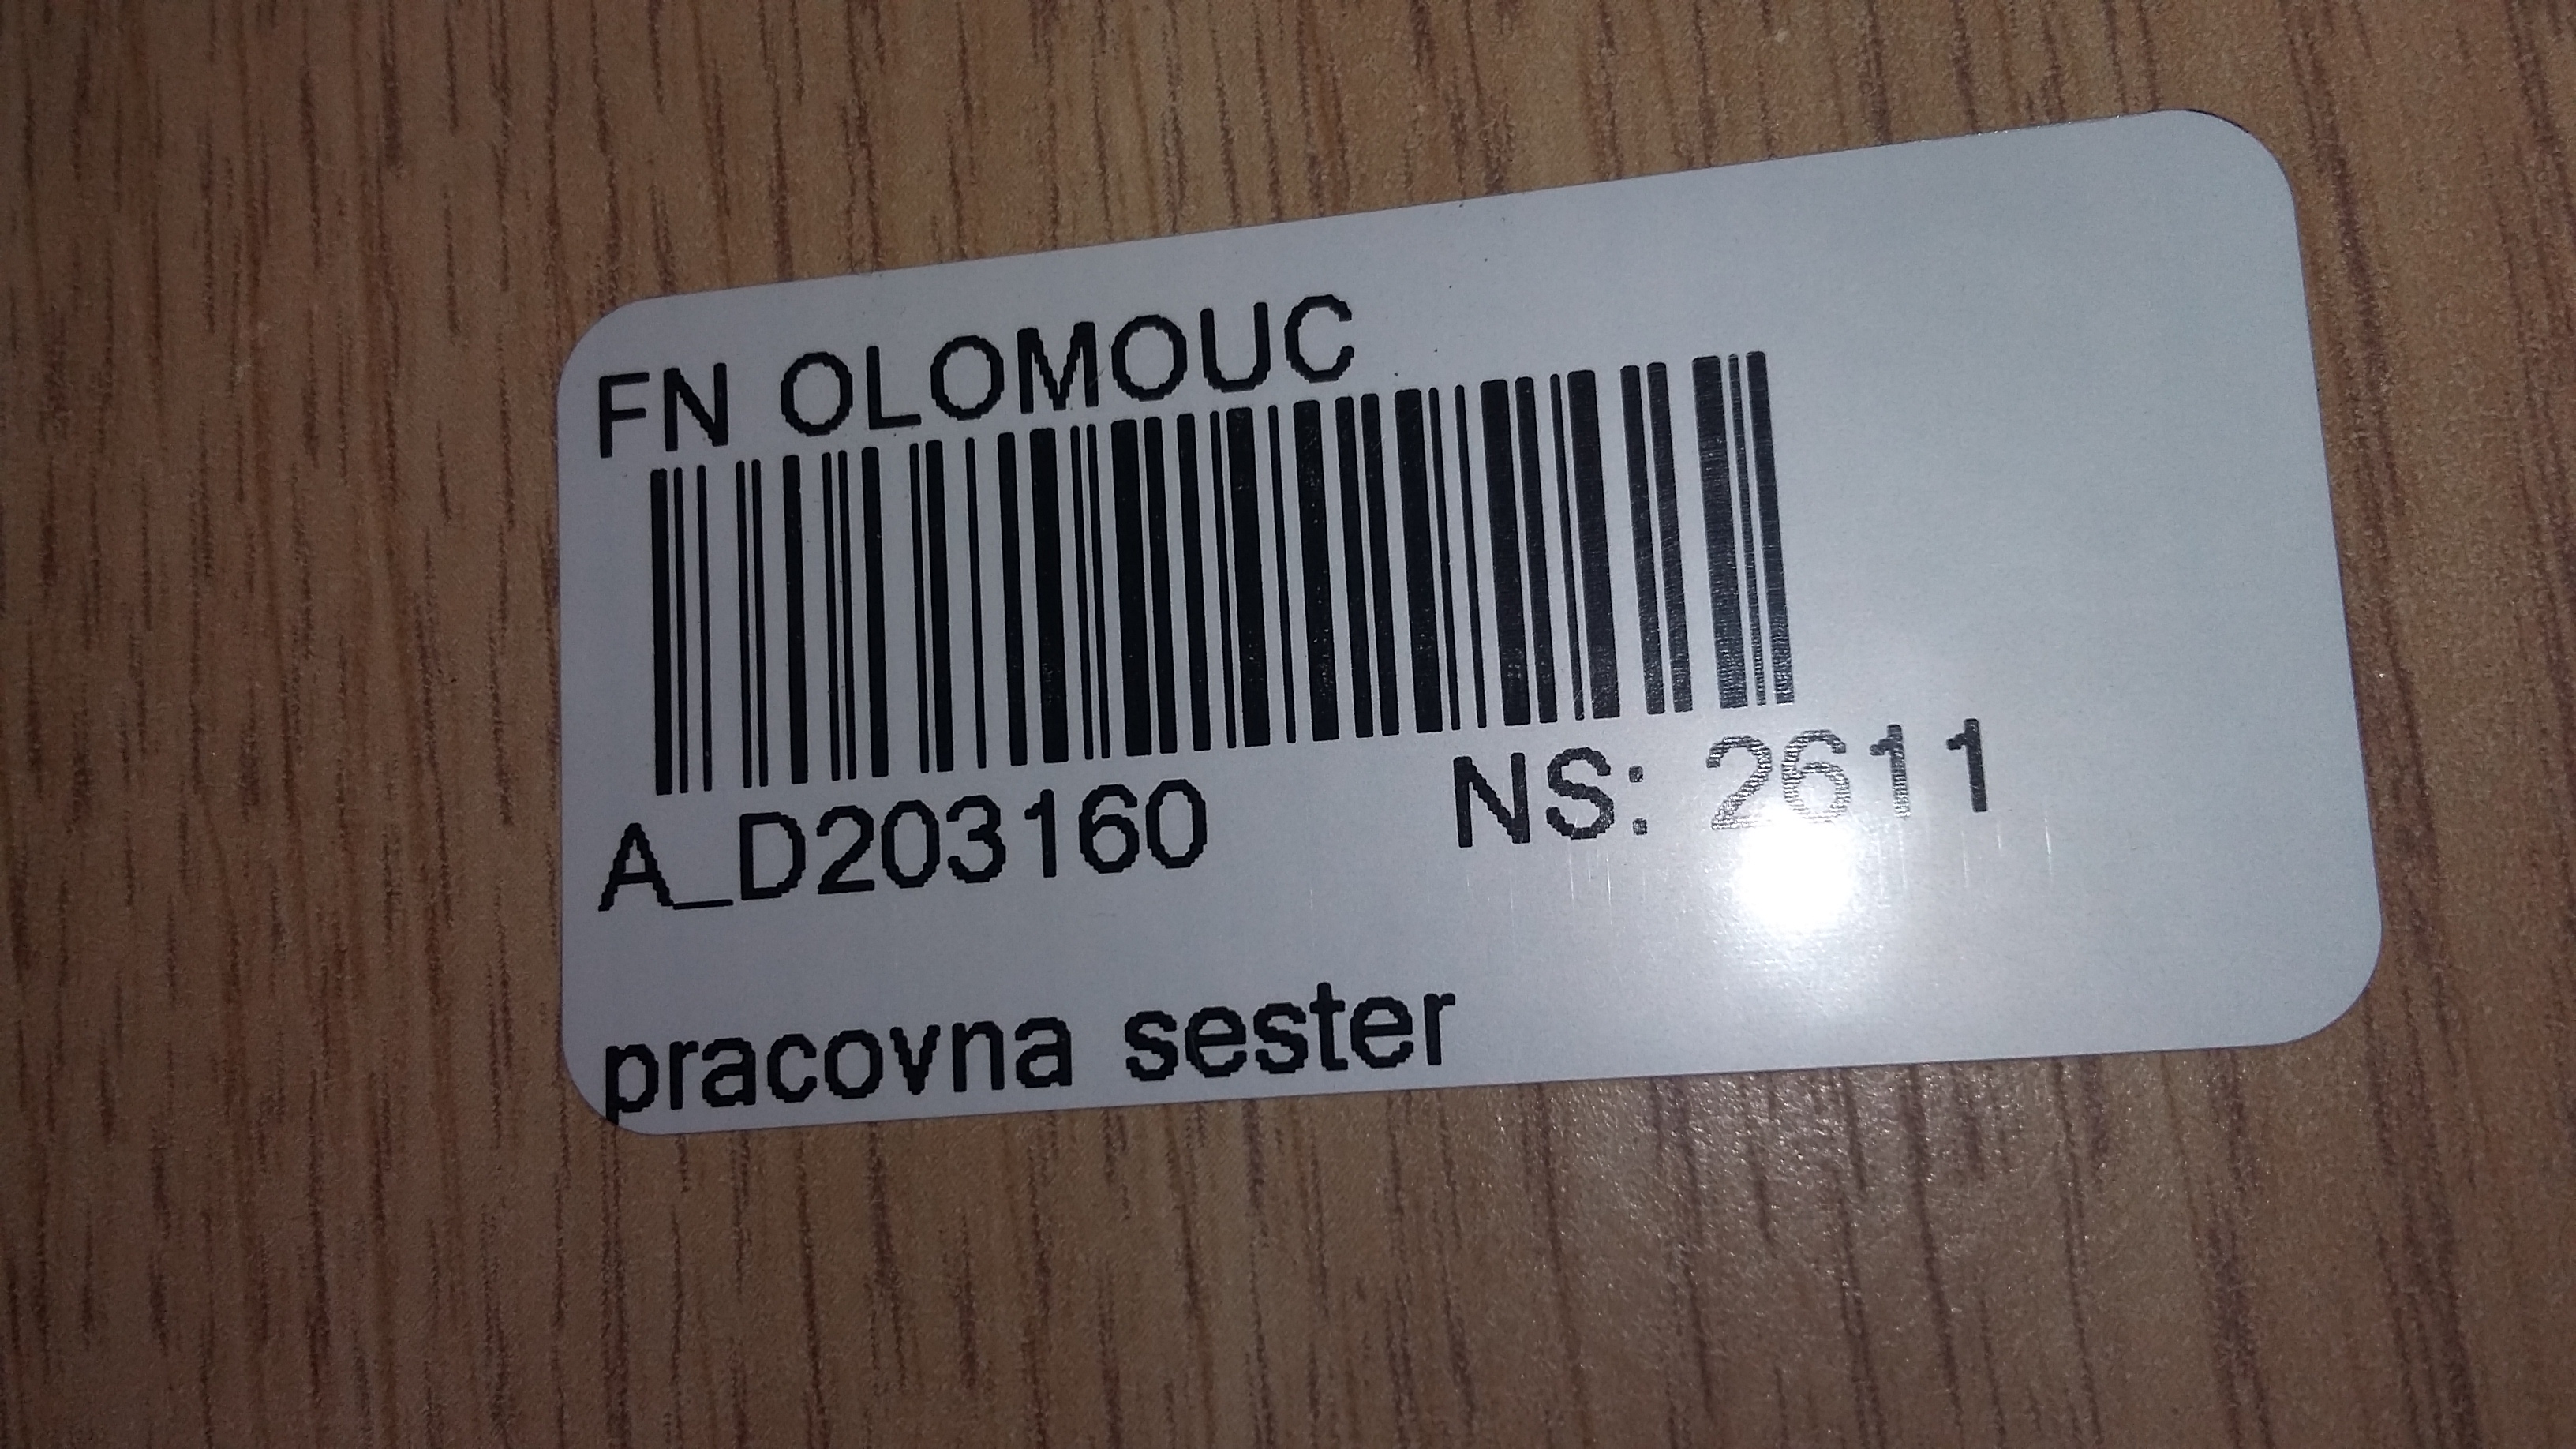 FN OLOMOUC
A_D203160 NS: 2611
pracovna sester